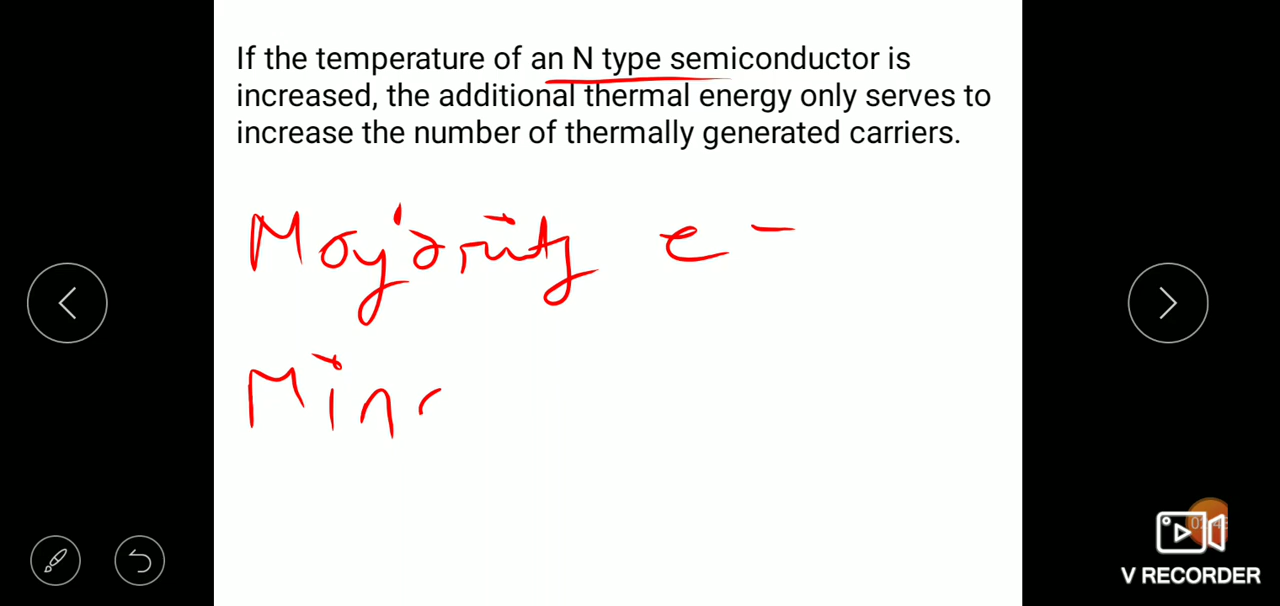 If the temperature of an N type semiconductor is
increased, the additional thermal energy only serves to
increase the number of thermally generated carriers.
Majority e -
Mino
V RECORDER